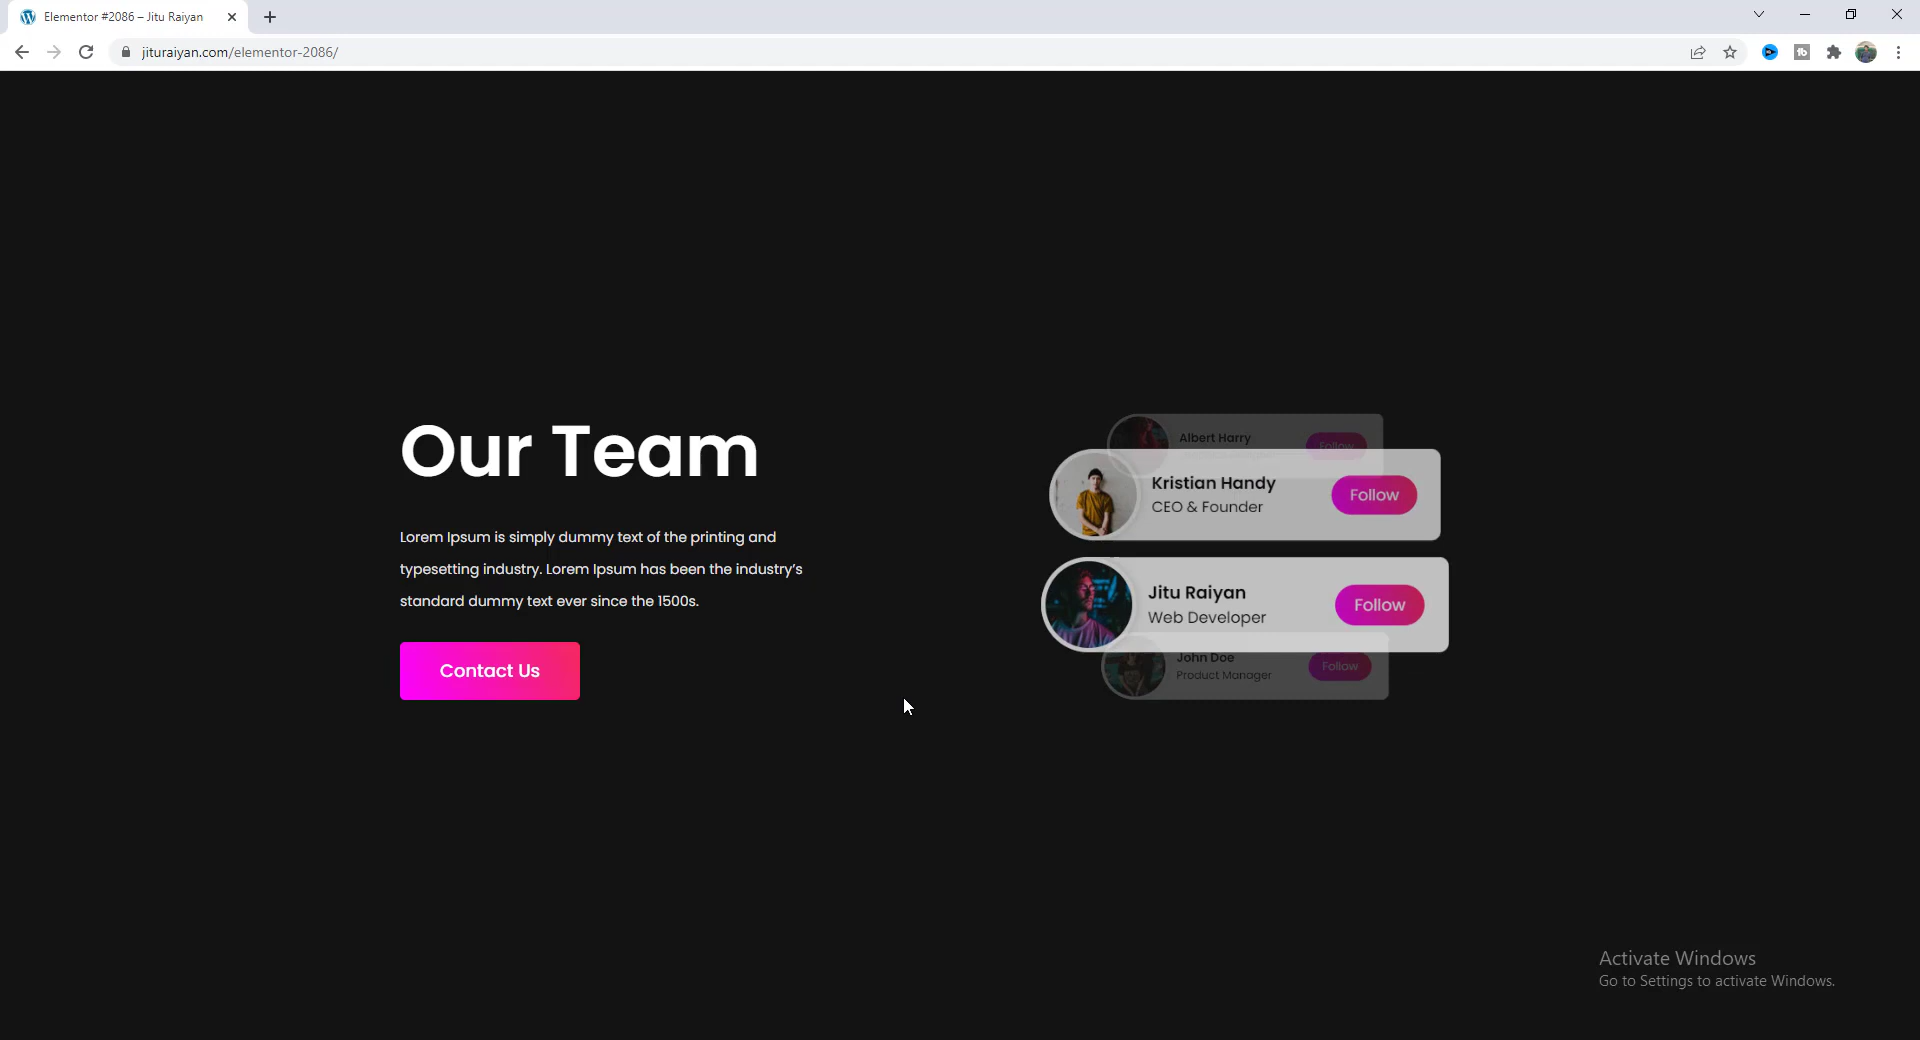 Elementor #2086 – Jitu Raiyan
jituraiyan.com/elementor-2086/
Our Team
Lorem Ipsum is simply dummy text of the printing and
typesetting industry. Lorem Ipsum has been the industry's
standard dummy text ever since the 1500s.
Contact Us
Albert Harry
Follow
Kristian Handy
CEO & Founder
Follow
Jitu Raiyan
Web Developer
Follow
John Doe
Product Manager
Follow
Activate Windows
Go to Settings to activate Windows.